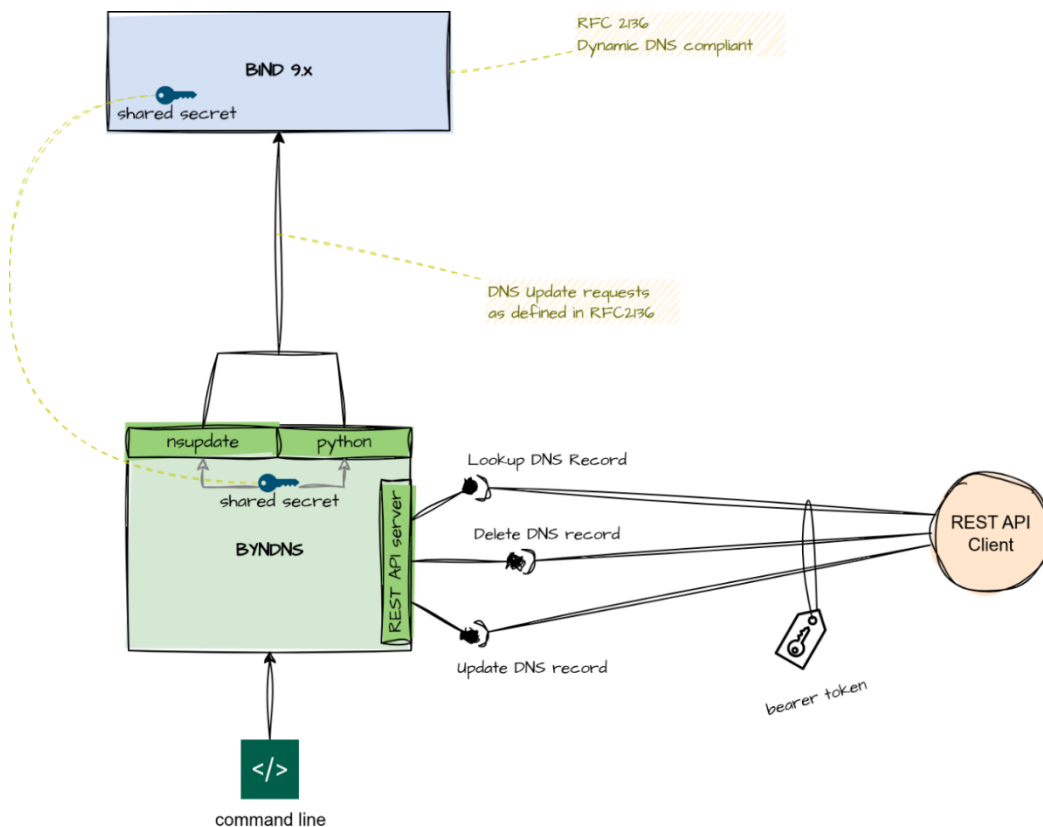 RFC 2136
Dynamic DNS compliant
BIND 9.x
shared secret
DNS Update requests
as defined in RFC2136
nsupdate
python
shared secret
BYNDNS
REST API server
Lookup DNS Record
Delete DNS record
Update DNS record
REST API
Client
bearer token
</>
command line